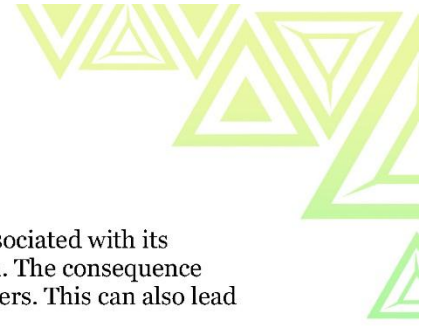 sociated with its
. The consequence
ers. This can also lead